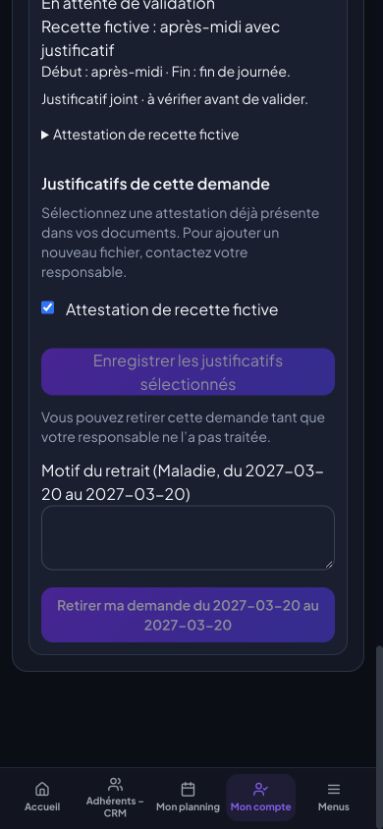 En attente de validation
Recette fictive : après-midi avec
justificatif
Début : après-midi · Fin : fin de journée.
Justificatif joint · à vérifier avant de valider.
▶ Attestation de recette fictive
Justificatifs de cette demande
Sélectionnez une attestation déjà présente
dans vos documents. Pour ajouter un
nouveau fichier, contactez votre
responsable.
Attestation de recette fictive
Enregistrer les justificatifs
sélectionnés
Vous pouvez retirer cette demande tant que
votre responsable ne l'a pas traitée.
Motif du retrait (Maladie, du 2027-03-
20 au 2027-03-20)
Retirer ma demande du 2027-03-20 au
2027-03-20
Accueil
Adhérents -
CRM
Mon planning
Mon compte
Menus